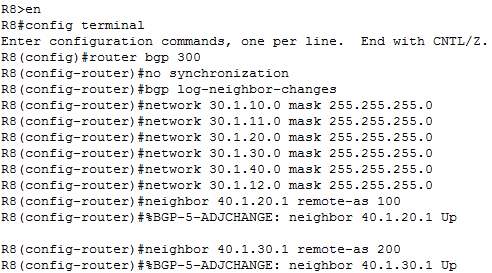 R8>en
R8#config terminal
Enter configuration commands, one per line.  End with CNTL/Z.
R8(config)#router bgp 300
R8(config-router)#no synchronization
R8(config-router)#bgp log-neighbor-changes
R8(config-router)#network 30.1.10.0 mask 255.255.255.0
R8(config-router)#network 30.1.11.0 mask 255.255.255.0
R8(config-router)#network 30.1.20.0 mask 255.255.255.0
R8(config-router)#network 30.1.30.0 mask 255.255.255.0
R8(config-router)#network 30.1.40.0 mask 255.255.255.0
R8(config-router)#network 30.1.12.0 mask 255.255.255.0
R8(config-router)#neighbor 40.1.20.1 remote-as 100
R8(config-router)#%BGP-5-ADJCHANGE: neighbor 40.1.20.1 Up
R8(config-router)#neighbor 40.1.30.1 remote-as 200
R8(config-router)#%BGP-5-ADJCHANGE: neighbor 40.1.30.1 Up